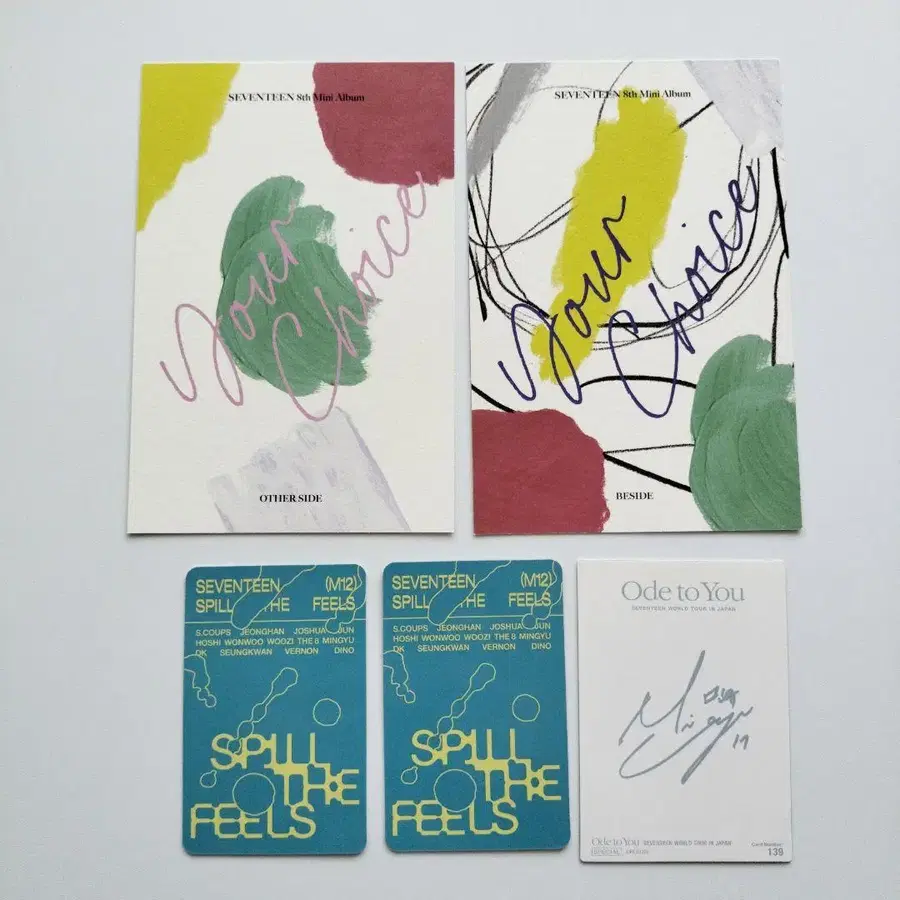 SEVENTEEN 8th Mini Album
Your
Choice
OTHER SIDE
SEVENTEEN 8th Mini Album
Your
Choice
BESIDE
SEVENTEEN (M12)
SPILL THE FEELS
S.COUPS JEONGHAN JOSHUA JUN
HOSHI WONWOO WOOZI THE 8 MINGYU
DK SEUNGKWAN VERNON DINO
SPILL
THE
FEELS
SEVENTEEN (M12)
SPILL THE FEELS
S.COUPS JEONGHAN JOSHUA JUN
HOSHI WONWOO WOOZI THE 8 MINGYU
DK SEUNGKWAN VERNON DINO
SPILL
THE
FEELS
Ode to You
SEVENTEEN WORLD TOUR IN JAPAN
Mingyu
17
Ode to You SEVENTEEN WORLD TOUR IN JAPAN
Card Number
139